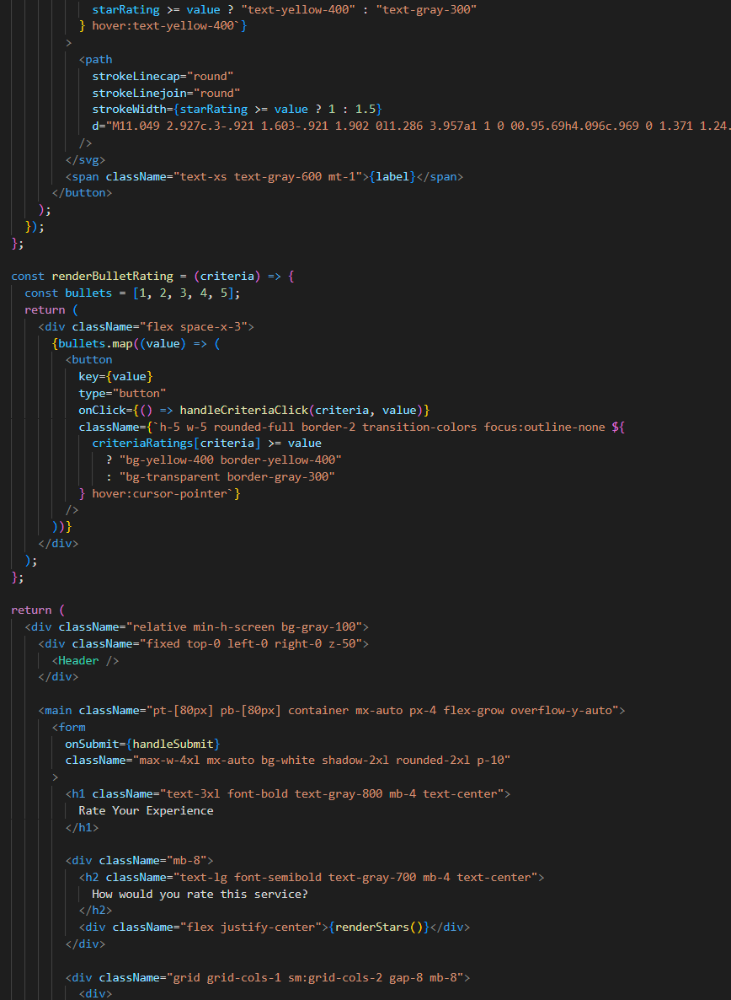 starRating >= value ? "text-yellow-400" : "text-gray-300"
} hover:text-yellow-400`}
>
<path
strokeLinecap="round"
strokeLinejoin="round"
strokeWidth={starRating >= value ? 1 : 1.5}
d="M11.049 2.927c.3-.921 1.603-.921 1.902 0l1.286 3.957a1 1 0 00.95.69h4.096c.969 0 1.371 1.24.
/>
</svg>
<span className="text-xs text-gray-600 mt-1">{label}</span>
</button>
);
});
};
const renderBulletRating = (criteria) => {
const bullets = [1, 2, 3, 4, 5];
return (
<div className="flex space-x-3">
{bullets.map((value) => (
<button
key={value}
type="button"
onClick={() => handleCriteriaClick(criteria, value)}
className={`h-5 w-5 rounded-full border-2 transition-colors focus:outline-none ${
criteriaRatings[criteria] >= value
? "bg-yellow-400 border-yellow-400"
: "bg-transparent border-gray-300"
} hover:cursor-pointer`}
/>
))}
</div>
);
};
return (
<div className="relative min-h-screen bg-gray-100">
<div className="fixed top-0 left-0 right-0 z-50">
<Header />
</div>
<main className="pt-[80px] pb-[80px] container mx-auto px-4 flex-grow overflow-y-auto">
<form
onSubmit={handleSubmit}
className="max-w-4xl mx-auto bg-white shadow-2xl rounded-2xl p-10"
>
<h1 className="text-3xl font-bold text-gray-800 mb-4 text-center">
Rate Your Experience
</h1>
<div className="mb-8">
<h2 className="text-lg font-semibold text-gray-700 mb-4 text-center">
How would you rate this service?
</h2>
<div className="flex justify-center">{renderStars()}</div>
</div>
<div className="grid grid-cols-1 sm:grid-cols-2 gap-8 mb-8">
<div>